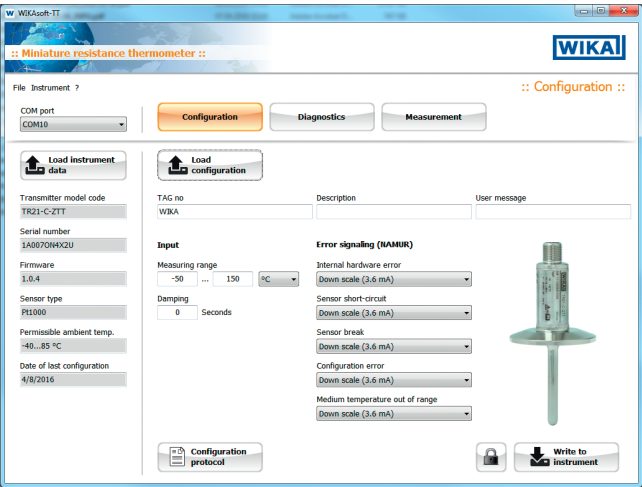 WIKAsoft-TT
:: Miniature resistance thermometer ::
WIKA
File Instrument ?
:: Configuration ::
COM port
COM10
Configuration
Diagnostics
Measurement
Load instrument
data
Load
configuration
Transmitter model code
TR21-C-ZTT
TAG no
Description
User message
WIKA
Serial number
1A007ON4X2U
Input
Error signaling (NAMUR)
Firmware
1.0.4
Measuring range
-50 ... 150 °C
Internal hardware error
Down scale (3.6 mA)
Sensor type
Pt1000
Damping
0 Seconds
Sensor short-circuit
Down scale (3.6 mA)
Permissible ambient temp.
-40...85 °C
Sensor break
Down scale (3.6 mA)
Date of last configuration
4/8/2016
Configuration error
Down scale (3.6 mA)
Medium temperature out of range
Down scale (3.6 mA)
Configuration
protocol
Write to
instrument